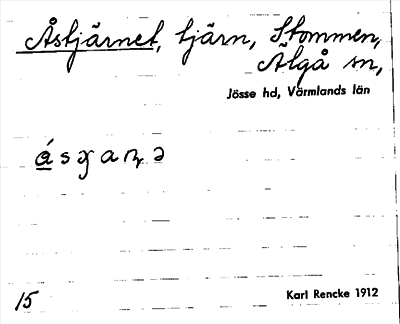 Åstjärnet, tjärn, Stommen,
Älgå sn,
Jösse hd, Värmlands län
15
Karl Rencke 1912